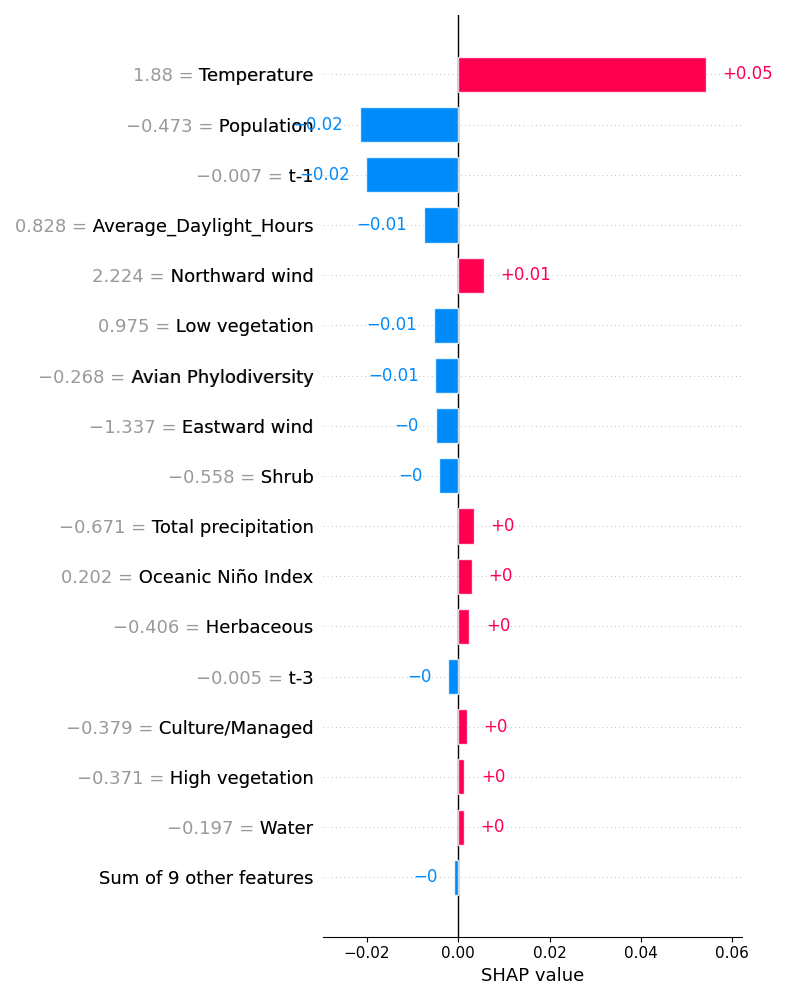 1.88 = Temperature +0.05
−0.473 = Population −0.02
−0.007 = t-1 −0.02
0.828 = Average_Daylight_Hours −0.01
2.224 = Northward wind +0.01
0.975 = Low vegetation −0.01
−0.268 = Avian Phylodiversity −0.01
−1.337 = Eastward wind −0
−0.558 = Shrub −0
−0.671 = Total precipitation +0
0.202 = Oceanic Niño Index +0
−0.406 = Herbaceous +0
−0.005 = t-3 −0
−0.379 = Culture/Managed +0
−0.371 = High vegetation +0
−0.197 = Water +0
Sum of 9 other features −0
−0.02 0.00 0.02 0.04 0.06
SHAP value